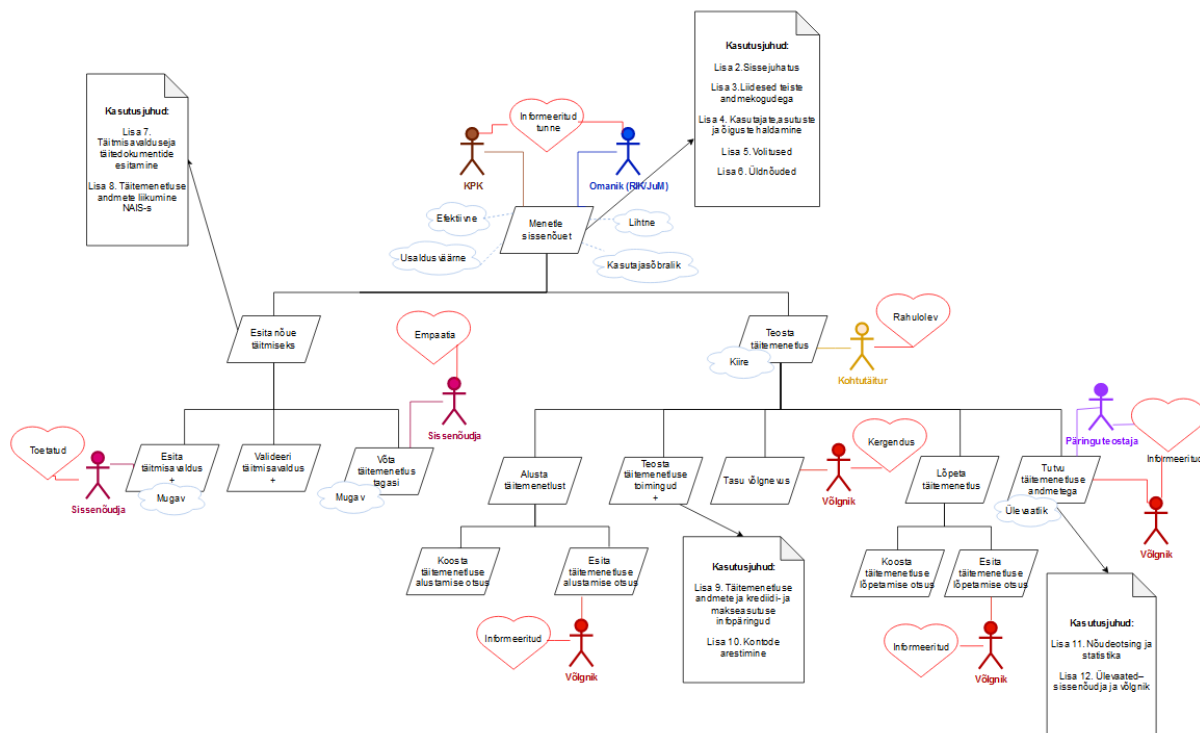 Kasutusjuhud:
Lisa 2.Sissejuhatus
Lisa 3.Liidesed teiste
andmekogudega
Lisa 4. Kasutajate,asutuste
ja õiguste haldamine
Lisa 5. Volitused
Lisa 6. Üldnõuded
Kasutusjuhud:
Lisa 7.
Täitmisavalduseja
täitedokumentide
esitamine
Lisa 8. Täitemenetluse
andmete liikumine
NAIS-s
Informeeritud
tunne
KPK
Omanik (RIK/JuM)
Efektiivne
Lihtne
Menetle
sissenõuet
Usaldusväärne
Kasutajasõbralik
Esita nõue
täitmiseks
Empaatia
Teosta
täitemenetlus
Kiire
Rahulolev
Kohtutäitur
Sissenõudja
Toetatud
Sissenõudja
Esita
täitmisavaldus
+
Mugav
Valideeri
täitmisavaldus
+
Võta
täitemenetlus
tagasi
Mugav
Alusta
täitemenetlust
Teosta
täitemenetluse
toimingud
+
Tasu võlgnevus
Kergendus
Võlgnik
Lõpeta
täitemenetlus
Tutvu
täitemenetluse
andmetega
Ülevaatlik
Päringuteostaja
Informeeritud
Võlgnik
Koosta
täitemenetluse
alustamise otsus
Esita
täitemenetluse
alustamise otsus
Informeeritud
Võlgnik
Kasutusjuhud:
Lisa 9. Täitemenetluse
andmete ja krediidi- ja
makseasutuse
infopäringud
Lisa 10. Kontode
arestimine
Koosta
täitemenetluse
lõpetamise otsus
Esita
täitemenetluse
lõpetamise otsus
Informeeritud
Võlgnik
Kasutusjuhud:
Lisa 11. Nõudeotsing ja
statistika
Lisa 12. Ülevaated–
sissenõudja ja võlgnik